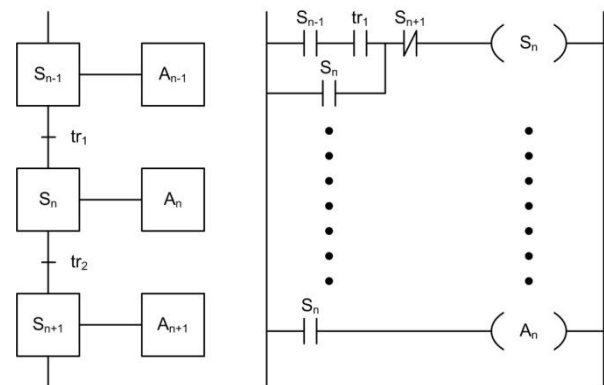 Sn-1 An-1
tr1
Sn An
tr2
Sn+1 An+1
Sn-1 tr1 Sn+1 Sn
Sn
Sn An